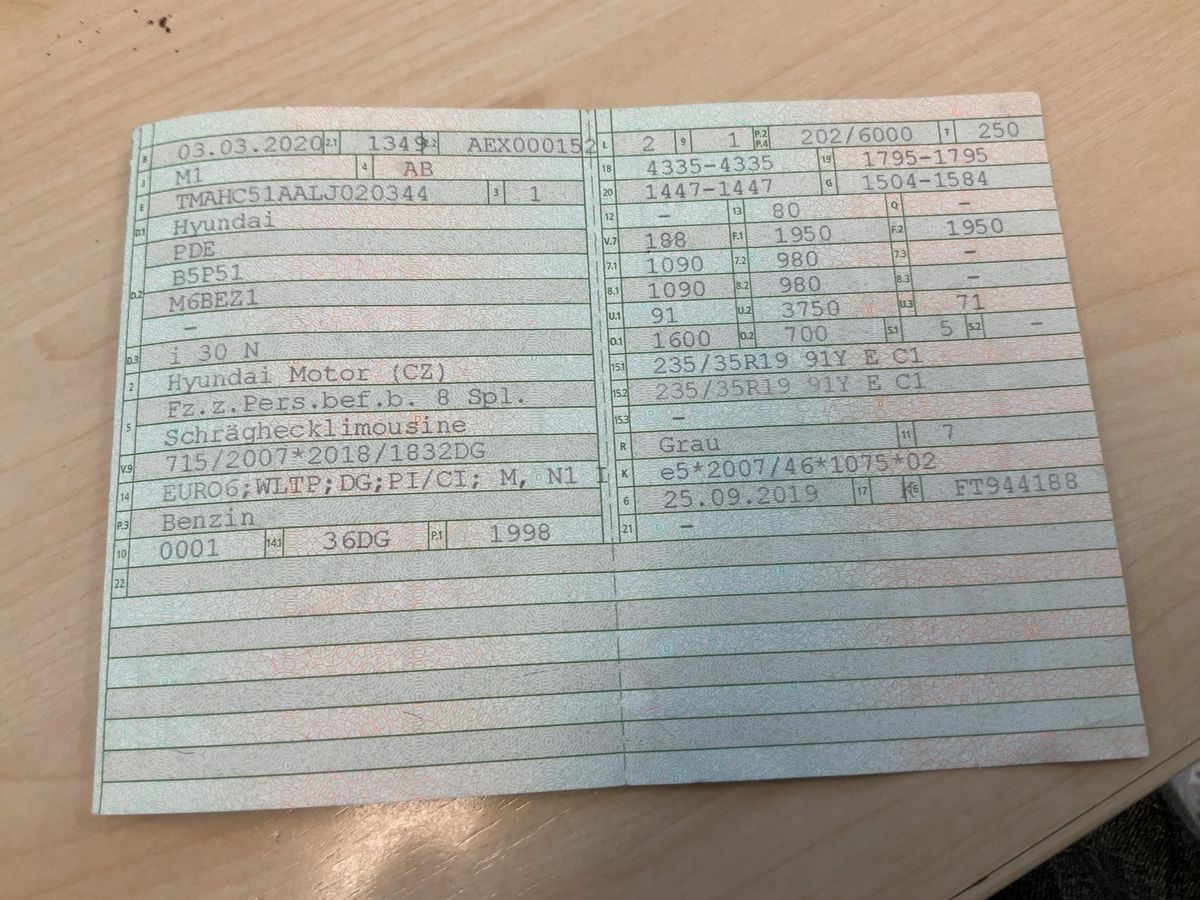 B 03.03.2020 2.1 1349 2.2 AEX000152
J M1 4 AB
E TMAHC51AALJ020344 3 1
D.1 Hyundai
PDE
D.2 B5P51
M6BEZ1
–
D.3 i 30 N
2 Hyundai Motor (CZ)
Fz.z.Pers.bef.b. 8 Spl.
5 Schräghecklimousine
V.9 715/2007*2018/1832DG
14 EURO6;WLTP;DG;PI/CI; M, N1 I
P.3 Benzin
10 0001 14.1 36DG P.1 1998
22
L 2 9 1 P.2 P.4 202/6000 T 250
18 4335-4335 19 1795-1795
20 1447-1447 G 1504-1584
12 – 13 80 Q –
V.7 188 F.1 1950 F.2 1950
7.1 1090 7.2 980 7.3 –
8.1 1090 8.2 980 8.3 –
U.1 91 U.2 3750 U.3 71
O.1 1600 O.2 700 S.1 5 S.2 –
15.1 235/35R19 91Y E C1
15.2 235/35R19 91Y E C1
15.3 –
R Grau 11 7
K e5*2007/46*1075*02
6 25.09.2019 17 K 16 FT944188
21 –